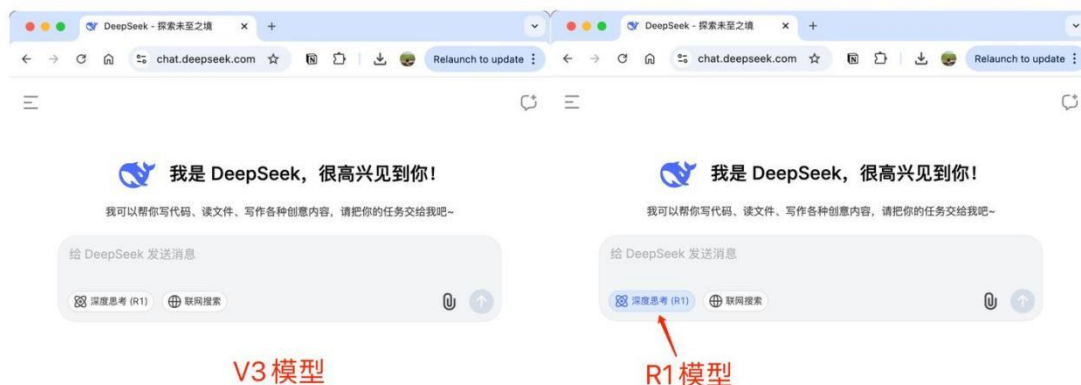 DeepSeek - 探索未至之境
chat.deepseek.com
Relaunch to update
我是 DeepSeek，很高兴见到你！
我可以帮你写代码、读文件、写作各种创意内容，请把你的任务交给我吧~
给 DeepSeek 发送消息
深度思考 (R1) 联网搜索
V3模型
DeepSeek - 探索未至之境
chat.deepseek.com
Relaunch to update
我是 DeepSeek，很高兴见到你！
我可以帮你写代码、读文件、写作各种创意内容，请把你的任务交给我吧~
给 DeepSeek 发送消息
深度思考 (R1) 联网搜索
R1模型